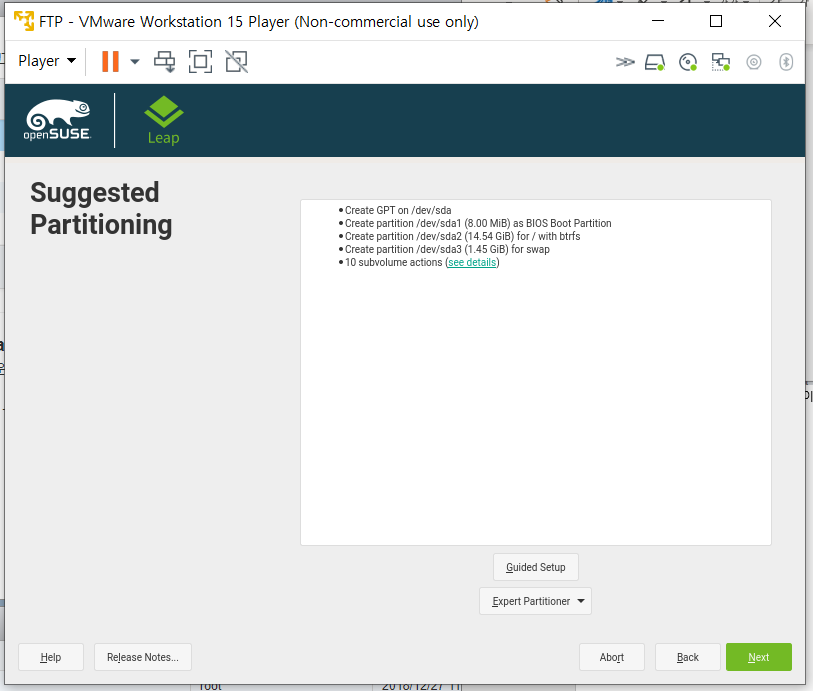 FTP - VMware Workstation 15 Player (Non-commercial use only)
Player
openSUSE
Leap
Suggested
Partitioning
Create GPT on /dev/sda
Create partition /dev/sda1 (8.00 MiB) as BIOS Boot Partition
Create partition /dev/sda2 (14.54 GiB) for / with btrfs
Create partition /dev/sda3 (1.45 GiB) for swap
10 subvolume actions (see details)
Guided Setup
Expert Partitioner
Help
Release Notes...
Abort
Back
Next
root